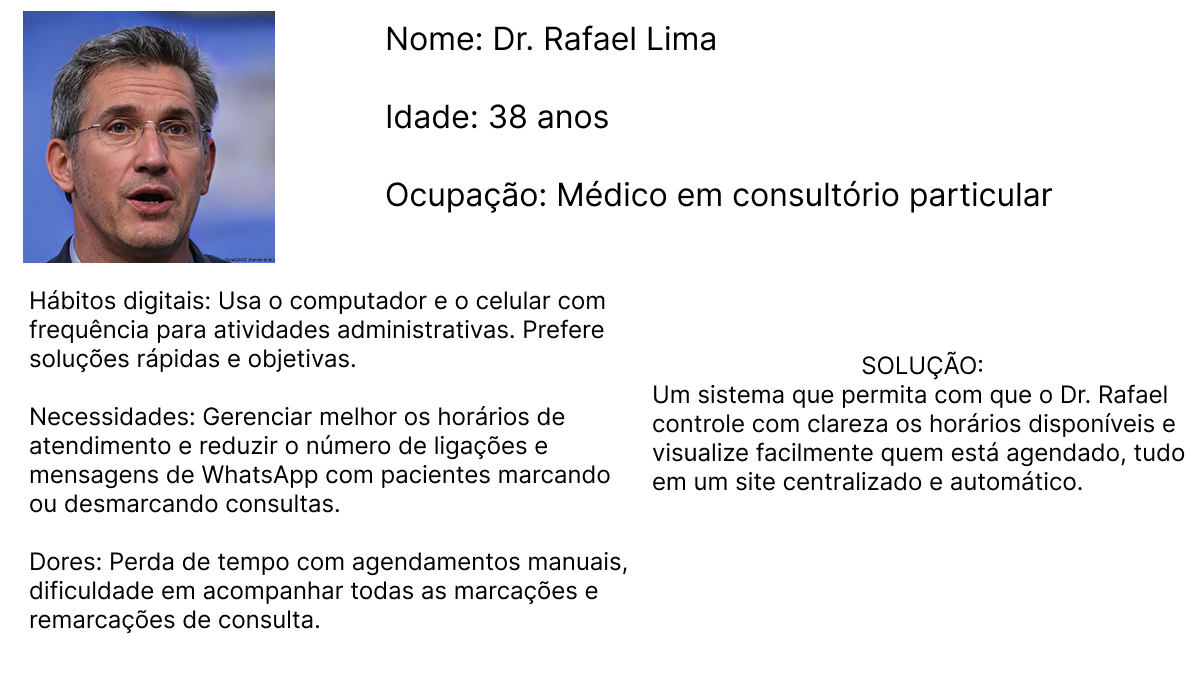 Nome: Dr. Rafael Lima
Idade: 38 anos
Ocupação: Médico em consultório particular
Hábitos digitais: Usa o computador e o celular com
frequência para atividades administrativas. Prefere
soluções rápidas e objetivas.
Necessidades: Gerenciar melhor os horários de
atendimento e reduzir o número de ligações e
mensagens de WhatsApp com pacientes marcando
ou desmarcando consultas.
Dores: Perda de tempo com agendamentos manuais,
dificuldade em acompanhar todas as marcações e
remarcações de consulta.
SOLUÇÃO:
Um sistema que permita com que o Dr. Rafael
controle com clareza os horários disponíveis e
visualize facilmente quem está agendado, tudo
em um site centralizado e automático.